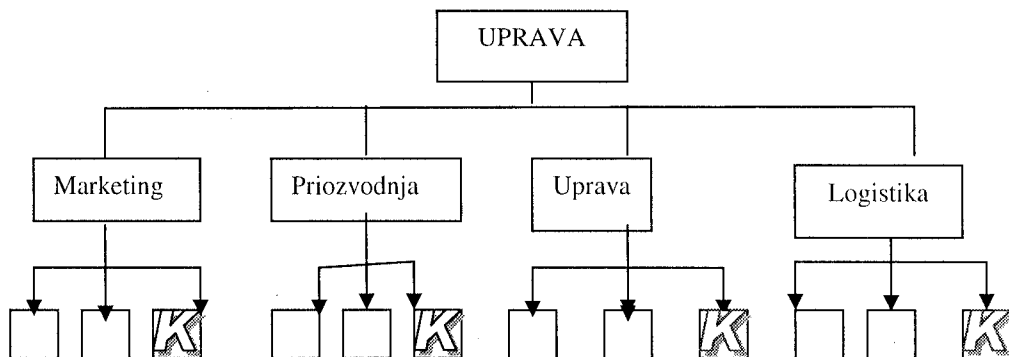 UPRAVA
Marketing
Priozvodnja
Uprava
Logistika
K
K
K
K